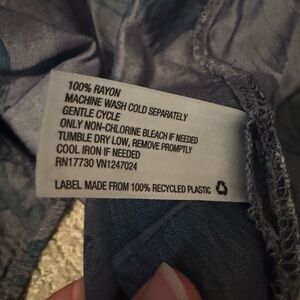 100% RAYON
MACHINE WASH COLD SEPARATELY
GENTLE CYCLE
ONLY NON-CHLORINE BLEACH IF NEEDED
TUMBLE DRY LOW, REMOVE PROMPTLY
COOL IRON IF NEEDED
RN17730 VN1247024
LABEL MADE FROM 100% RECYCLED PLASTIC